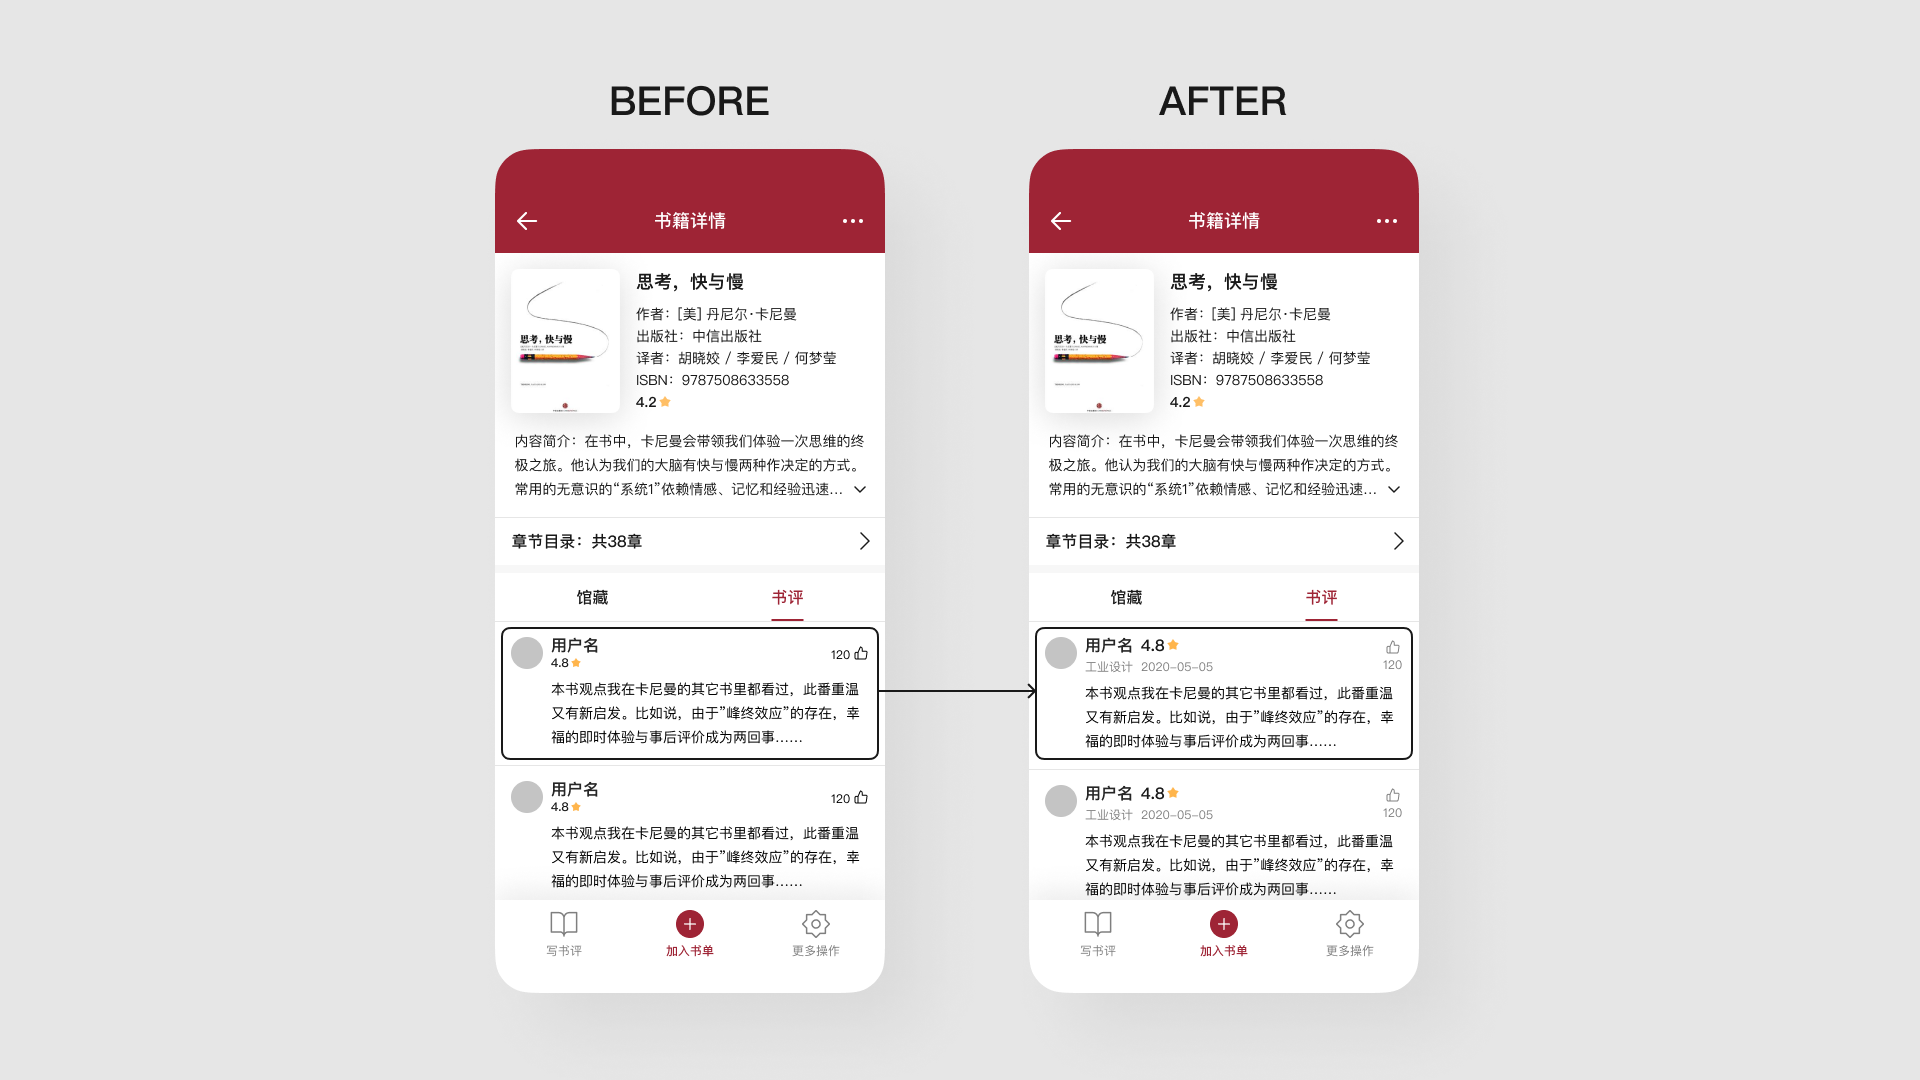 BEFORE
书籍详情
思考，快与慢
作者：[美] 丹尼尔·卡尼曼
出版社：中信出版社
译者：胡晓姣 / 李爱民 / 何梦莹
ISBN：9787508633558
4.2
思考，快与慢
内容简介：在书中，卡尼曼会带领我们体验一次思维的终
极之旅。他认为我们的大脑有快与慢两种作决定的方式。
常用的无意识的“系统1”依赖情感、记忆和经验迅速...
章节目录：共38章
馆藏 书评
用户名
4.8
120
本书观点我在卡尼曼的其它书里都看过，此番重温
又有新启发。比如说，由于”峰终效应”的存在，幸
福的即时体验与事后评价成为两回事……
用户名
4.8
120
本书观点我在卡尼曼的其它书里都看过，此番重温
又有新启发。比如说，由于”峰终效应”的存在，幸
福的即时体验与事后评价成为两回事……
写书评 加入书单 更多操作
AFTER
书籍详情
思考，快与慢
作者：[美] 丹尼尔·卡尼曼
出版社：中信出版社
译者：胡晓姣 / 李爱民 / 何梦莹
ISBN：9787508633558
4.2
思考，快与慢
内容简介：在书中，卡尼曼会带领我们体验一次思维的终
极之旅。他认为我们的大脑有快与慢两种作决定的方式。
常用的无意识的“系统1”依赖情感、记忆和经验迅速...
章节目录：共38章
馆藏 书评
用户名 4.8
工业设计 2020-05-05
120
本书观点我在卡尼曼的其它书里都看过，此番重温
又有新启发。比如说，由于”峰终效应”的存在，幸
福的即时体验与事后评价成为两回事……
用户名 4.8
工业设计 2020-05-05
120
本书观点我在卡尼曼的其它书里都看过，此番重温
又有新启发。比如说，由于”峰终效应”的存在，幸
福的即时体验与事后评价成为两回事……
写书评 加入书单 更多操作